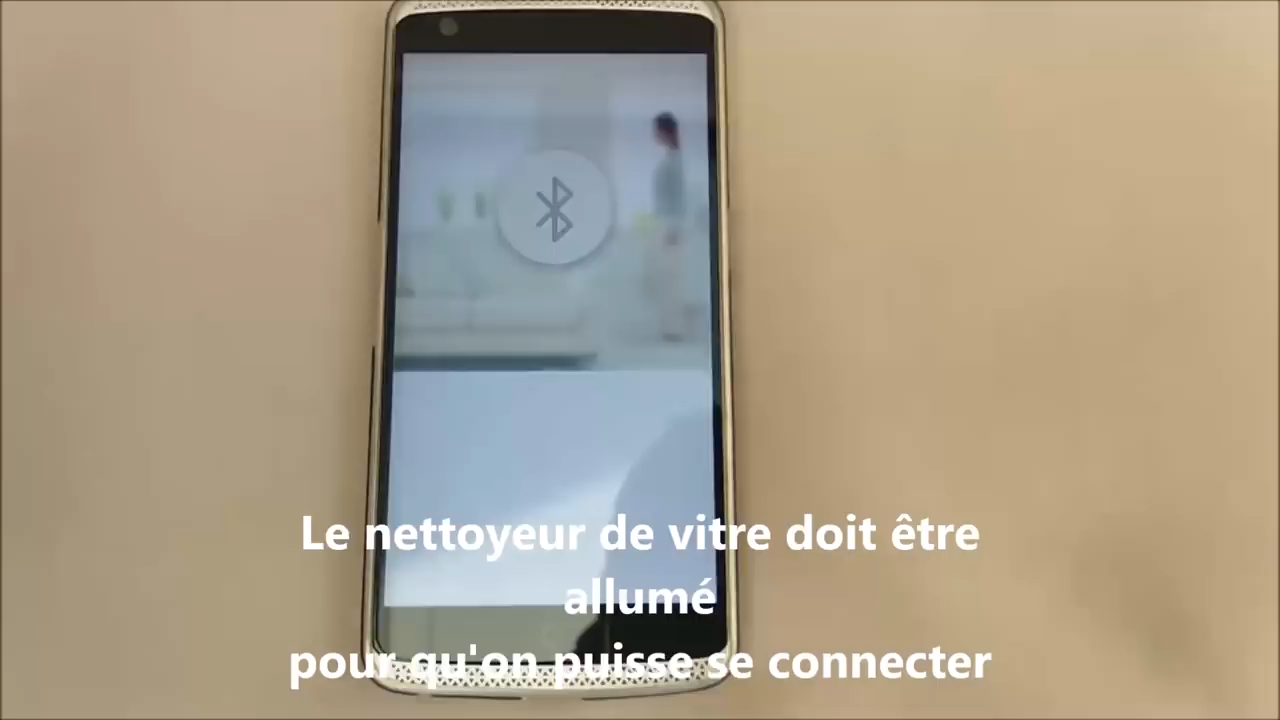 Le nettoyeur de vitre doit être
allumé
pour qu'on puisse se connecter